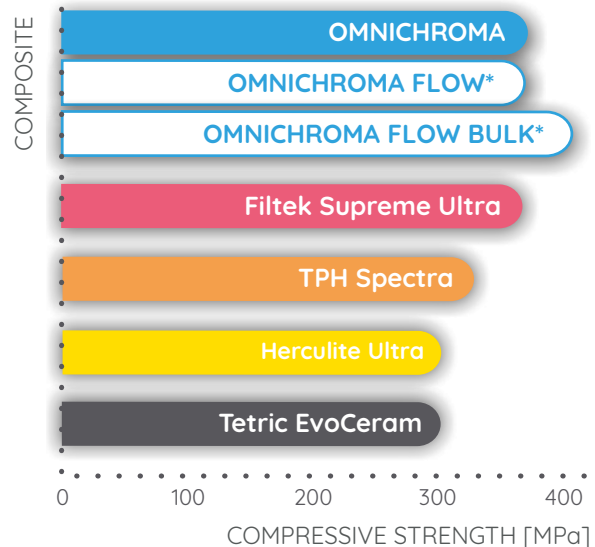 COMPOSITE
OMNICHROMA
OMNICHROMA FLOW*
OMNICHROMA FLOW BULK*
Filtek Supreme Ultra
TPH Spectra
Herculite Ultra
Tetric EvoCeram
0 100 200 300 400
COMPRESSIVE STRENGTH [MPa]